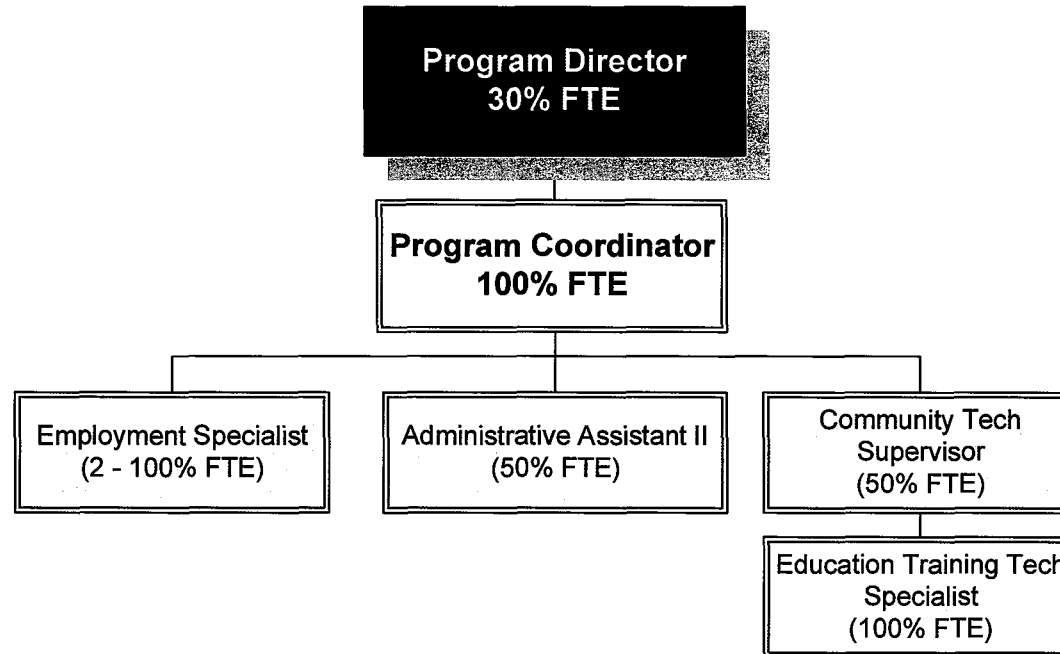 Program Director
30% FTE
Program Coordinator
100% FTE
Employment Specialist
(2 - 100% FTE)
Administrative Assistant II
(50% FTE)
Community Tech
Supervisor
(50% FTE)
Education Training Tech
Specialist
(100% FTE)